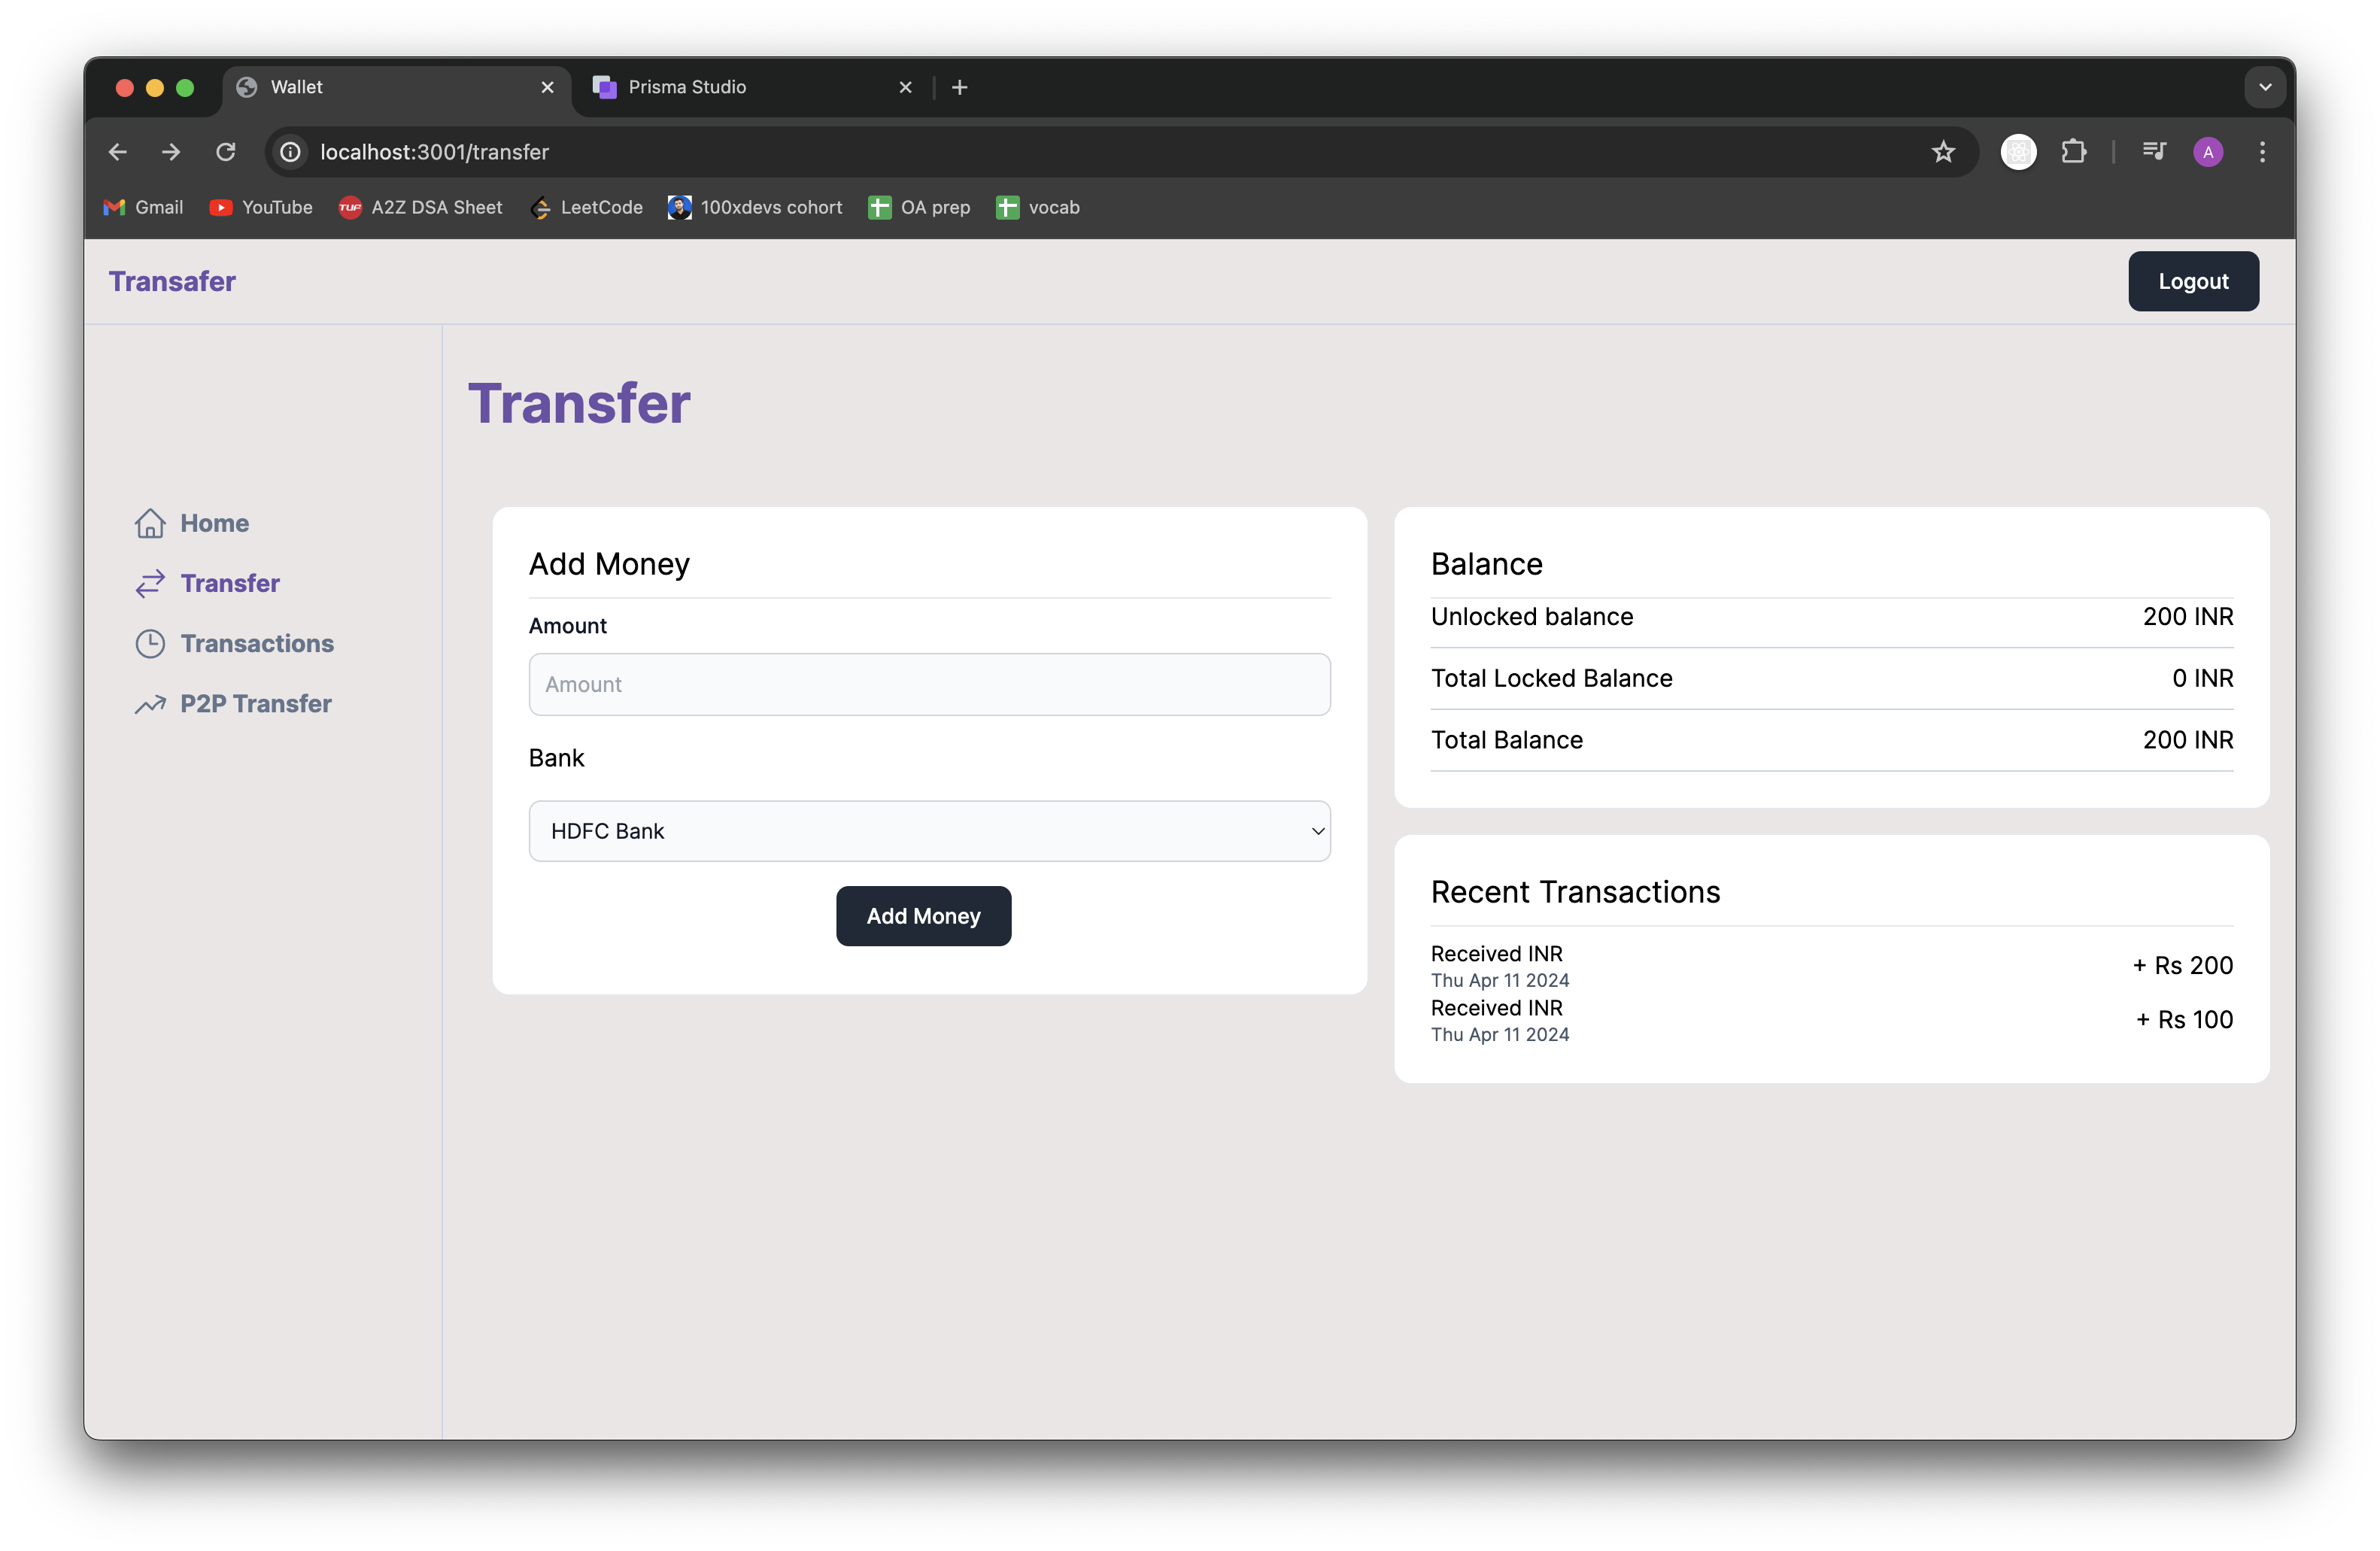 Wallet
Prisma Studio
localhost:3001/transfer
A
Gmail
YouTube
TUF
A2Z DSA Sheet
LeetCode
100xdevs cohort
OA prep
vocab
Transafer
Logout
Transfer
Home
Transfer
Transactions
P2P Transfer
Add Money
Amount
Amount
Bank
HDFC Bank
Add Money
Balance
Unlocked balance 200 INR
Total Locked Balance 0 INR
Total Balance 200 INR
Recent Transactions
Received INR
Thu Apr 11 2024
+ Rs 200
Received INR
Thu Apr 11 2024
+ Rs 100